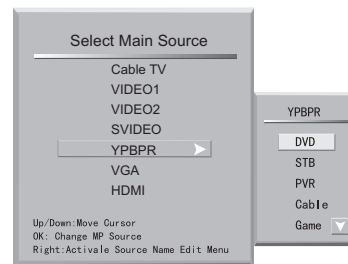 Select Main Source
Cable TV
VIDEO1
VIDEO2
SVIDEO
YPBPR
VGA
HDMI
Up/Down:Move Cursor
OK: Change MP Source
Right:Activale Source Name Edit Menu
YPBPR
DVD
STB
PVR
Cable
Game